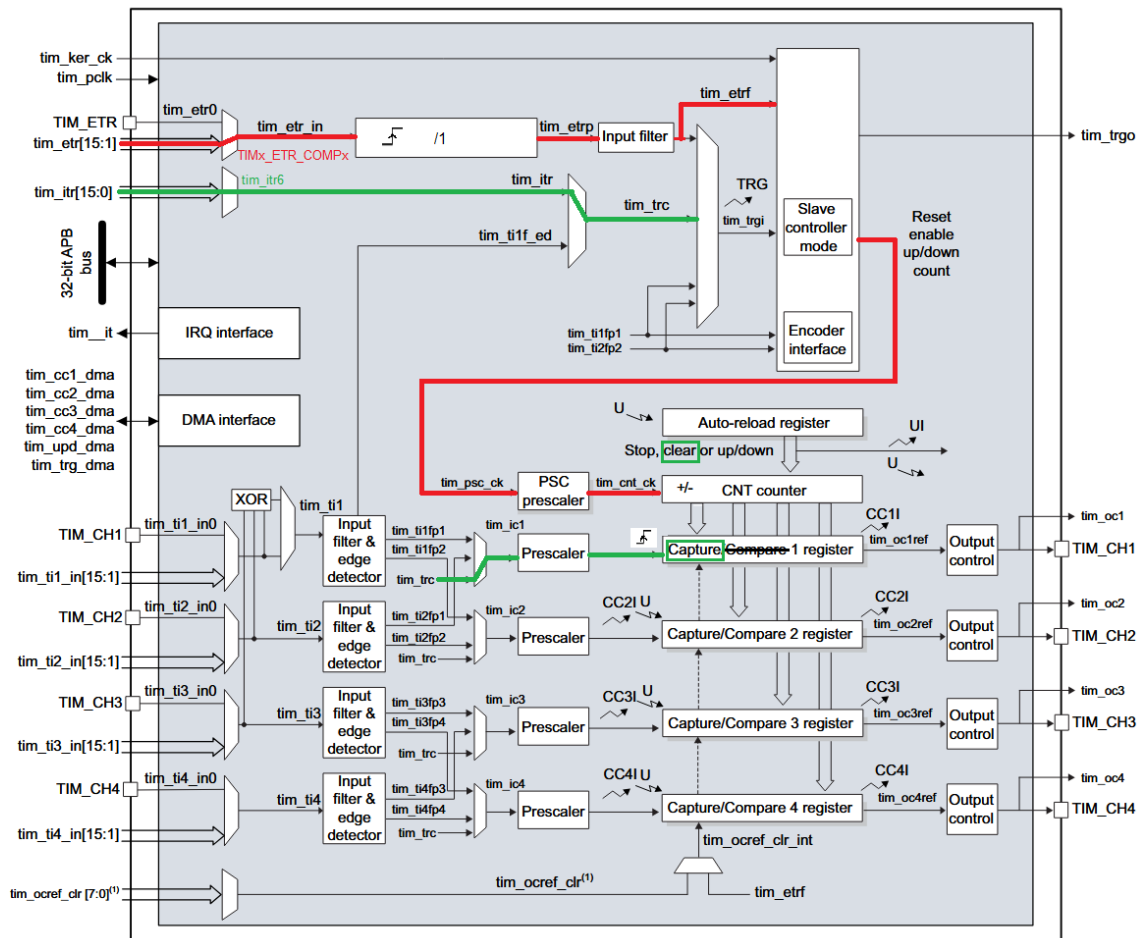 tim_ker_ck
tim_pclk
TIM_ETR
tim_etr0
tim_etr[15:1]
tim_etr_in
TIMx_ETR_COMPx
/1
tim_etrp
Input filter
tim_etrf
tim_trgo
tim_itr[15:0]
tim_itr6
tim_itr
tim_trc
TRG
tim_trgi
tim_ti1f_ed
Slave
controller
mode
Reset
enable
up/down
count
32-bit APB
bus
tim__it
IRQ interface
tim_ti1fp1
tim_ti2fp2
Encoder
interface
tim_cc1_dma
tim_cc2_dma
tim_cc3_dma
tim_cc4_dma
tim_upd_dma
tim_trg_dma
DMA interface
U
Auto-reload register
UI
U
Stop, clear or up/down
tim_psc_ck
PSC
prescaler
tim_cnt_ck
+/-
CNT counter
XOR
tim_ti1
TIM_CH1
tim_ti1_in0
tim_ti1_in[15:1]
Input
filter &
edge
detector
tim_ti1fp1
tim_ti1fp2
tim_trc
tim_ic1
Prescaler
Capture Compare 1 register
CC1I
tim_oc1ref
Output
control
tim_oc1
TIM_CH1
TIM_CH2
tim_ti2_in0
tim_ti2_in[15:1]
tim_ti2
Input
filter &
edge
detector
tim_ti2fp1
tim_ti2fp2
tim_trc
tim_ic2
Prescaler
CC2I
U
Capture/Compare 2 register
CC2I
tim_oc2ref
Output
control
tim_oc2
TIM_CH2
TIM_CH3
tim_ti3_in0
tim_ti3_in[15:1]
tim_ti3
Input
filter &
edge
detector
tim_ti3fp3
tim_ti3fp4
tim_trc
tim_ic3
Prescaler
CC3I
U
Capture/Compare 3 register
CC3I
tim_oc3ref
Output
control
tim_oc3
TIM_CH3
TIM_CH4
tim_ti4_in0
tim_ti4_in[15:1]
tim_ti4
Input
filter &
edge
detector
tim_ti4fp3
tim_ti4fp4
tim_trc
tim_ic4
Prescaler
CC4I
U
Capture/Compare 4 register
CC4I
tim_oc4ref
Output
control
tim_oc4
TIM_CH4
tim_ocref_clr_int
tim_ocref_clr [7:0](1)
tim_ocref_clr(1)
tim_etrf